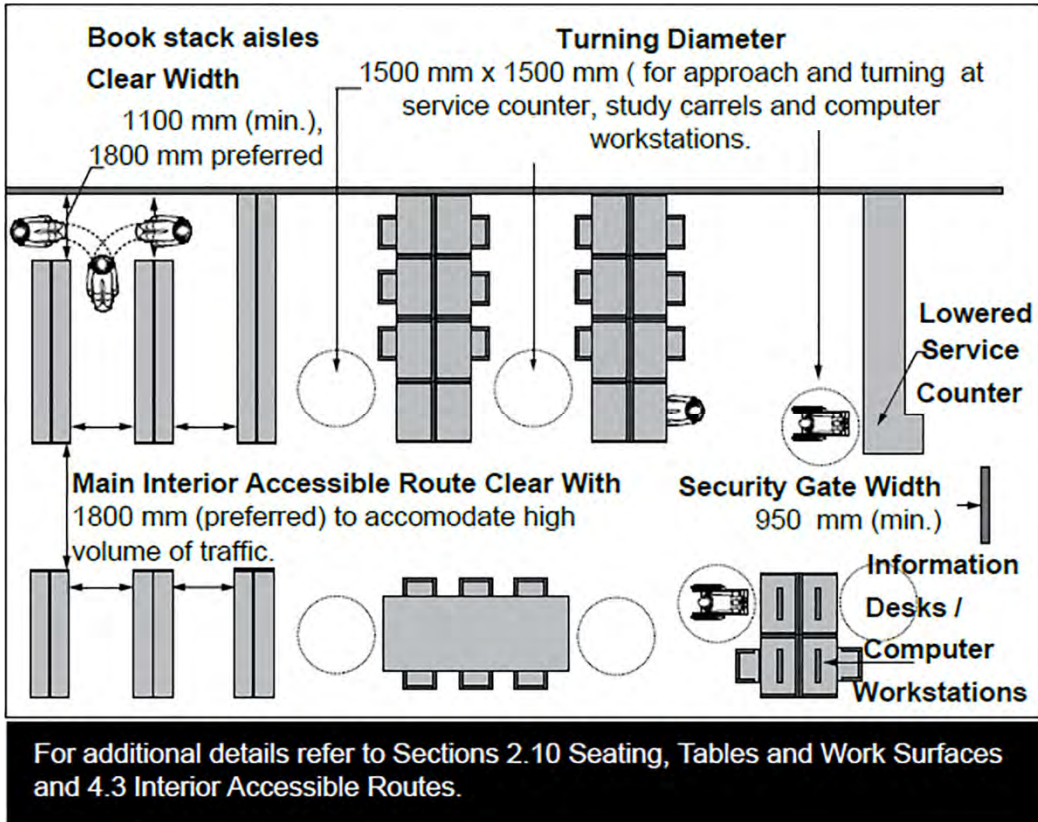 Book stack aisles
Clear Width
1100 mm (min.),
1800 mm preferred
Turning Diameter
1500 mm x 1500 mm ( for approach and turning at
service counter, study carrels and computer
workstations.
Lowered
Service
Counter
Main Interior Accessible Route Clear With
1800 mm (preferred) to accomodate high
volume of traffic.
Security Gate Width
950 mm (min.)
Information
Desks /
Computer
Workstations
For additional details refer to Sections 2.10 Seating, Tables and Work Surfaces
and 4.3 Interior Accessible Routes.